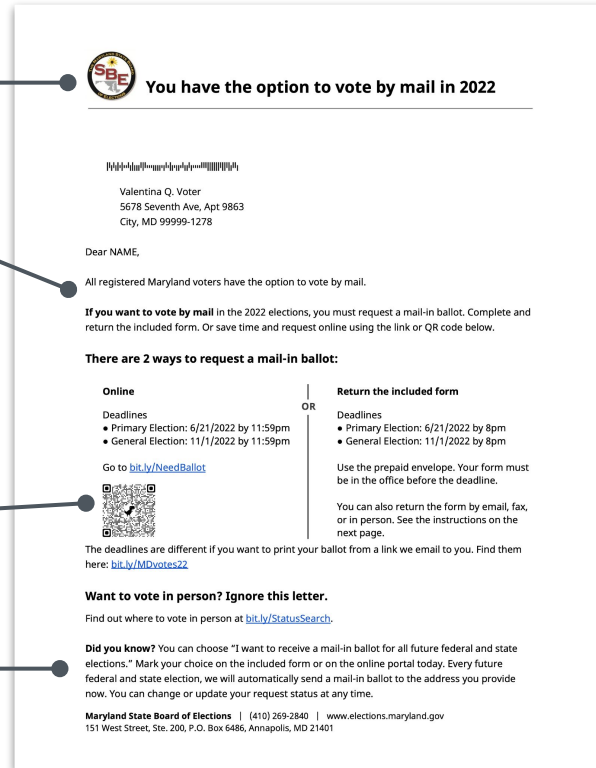 SBE
You have the option to vote by mail in 2022
Valentina Q. Voter
5678 Seventh Ave, Apt 9863
City, MD 99999-1278
Dear NAME,
All registered Maryland voters have the option to vote by mail.
If you want to vote by mail in the 2022 elections, you must request a mail-in ballot. Complete and
return the included form. Or save time and request online using the link or QR code below.
There are 2 ways to request a mail-in ballot:
Online
Deadlines
● Primary Election: 6/21/2022 by 11:59pm
● General Election: 11/1/2022 by 11:59pm
Go to bit.ly/NeedBallot
OR
Return the included form
Deadlines
● Primary Election: 6/21/2022 by 8pm
● General Election: 11/1/2022 by 8pm
Use the prepaid envelope. Your form must
be in the office before the deadline.
You can also return the form by email, fax,
or in person. See the instructions on the
next page.
The deadlines are different if you want to print your ballot from a link we email to you. Find them
here: bit.ly/MDvotes22
Want to vote in person? Ignore this letter.
Find out where to vote in person at bit.ly/StatusSearch.
Did you know? You can choose “I want to receive a mail-in ballot for all future federal and state
elections.” Mark your choice on the included form or on the online portal today. Every future
federal and state election, we will automatically send a mail-in ballot to the address you provide
now. You can change or update your request status at any time.
Maryland State Board of Elections | (410) 269-2840 | www.elections.maryland.gov
151 West Street, Ste. 200, P.O. Box 6486, Annapolis, MD 21401